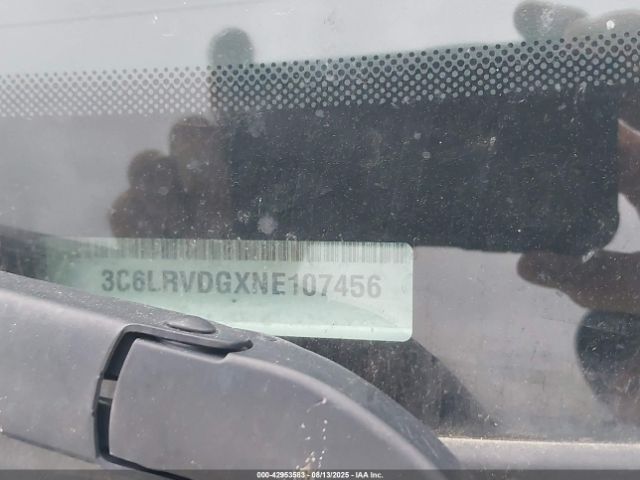 3C6LRVDGXNE107456
000-42953583 - 08/13/2025 - IAA Inc.